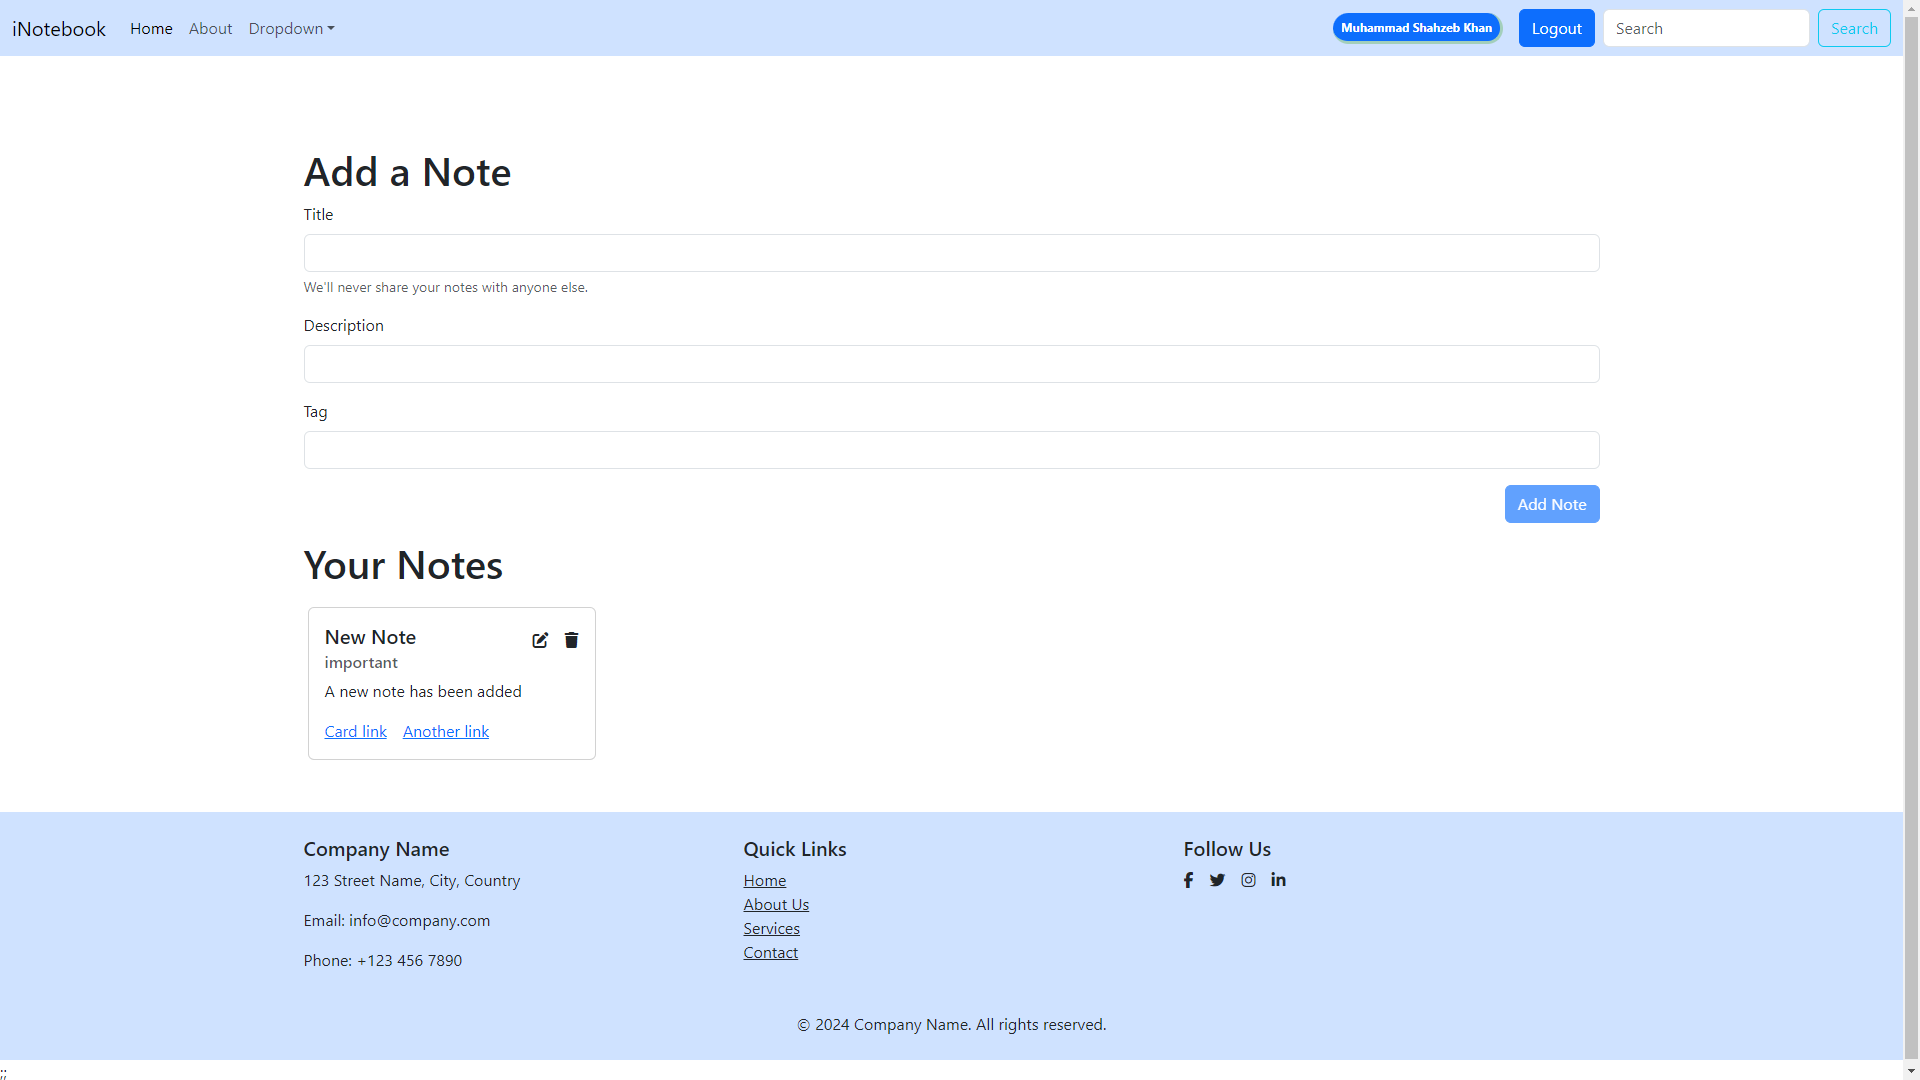 iNotebook Home About Dropdown Muhammad Shahzeb Khan Logout Search Search
Add a Note
Title
We'll never share your notes with anyone else.
Description
Tag
Add Note
Your Notes
New Note
important
A new note has been added
Card link Another link
Company Name
123 Street Name, City, Country
Email: info@company.com
Phone: +123 456 7890
Quick Links
Home
About Us
Services
Contact
Follow Us
© 2024 Company Name. All rights reserved.
;;